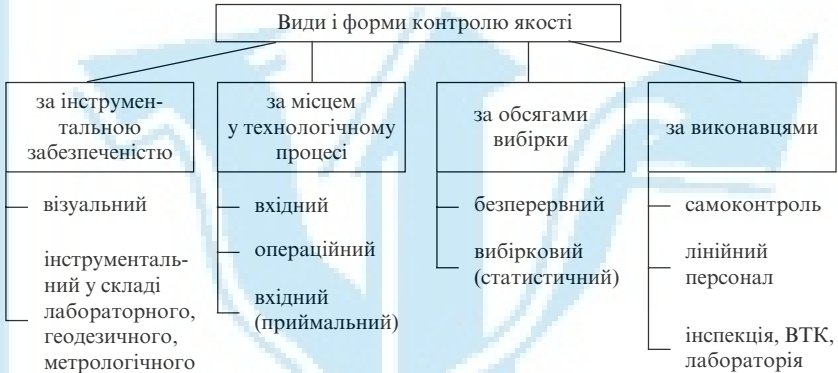 Види і форми контролю якості
за інструмен-
тальною
забезпеченістю
візуальний
інструменталь-
ний у складі
лабораторного,
геодезичного,
метрологічного
за місцем
у технологічному
процесі
вхідний
операційний
вхідний
(приймальний)
за обсягами
вибірки
безперервний
вибірковий
(статистичний)
за виконавцями
самоконтроль
лінійний
персонал
інспекція, ВТК,
лабораторія